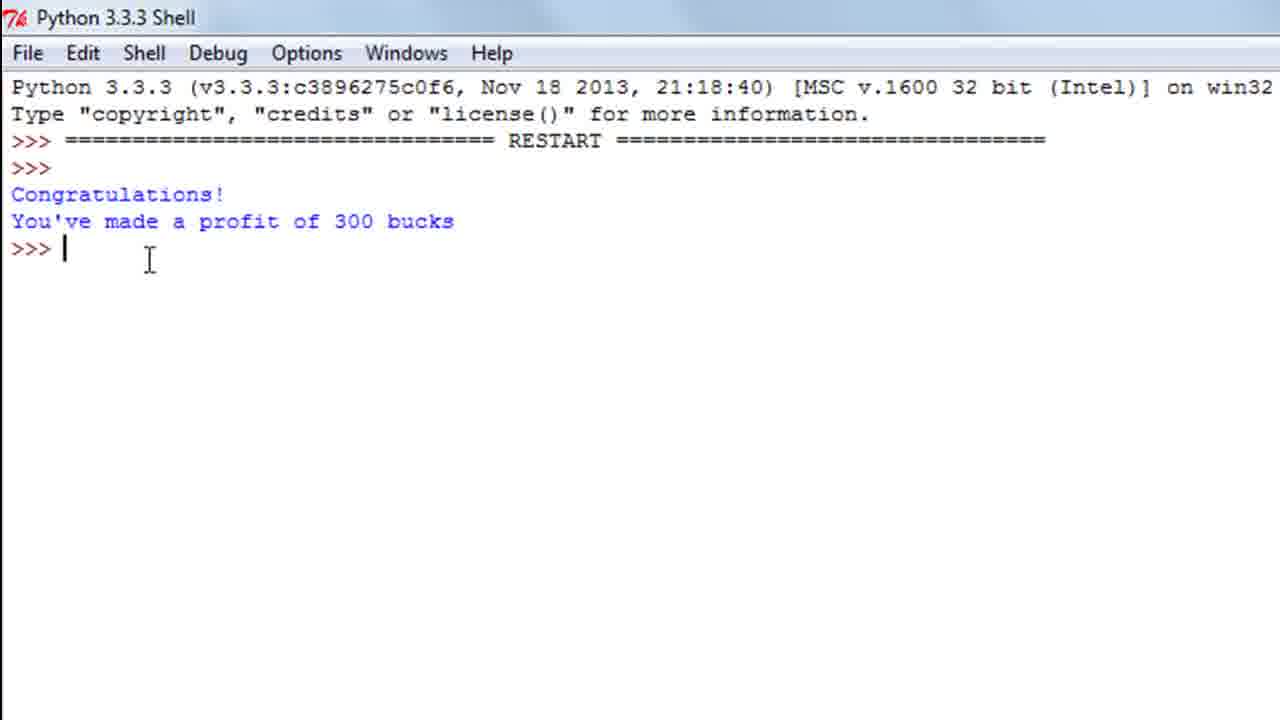 Python 3.3.3 Shell
File Edit Shell Debug Options Windows Help
Python 3.3.3 (v3.3.3:c3896275c0f6, Nov 18 2013, 21:18:40) [MSC v.1600 32 bit (Intel)] on win32
Type "copyright", "credits" or "license()" for more information.
>>> ================================ RESTART ================================
>>>
Congratulations!
You've made a profit of 300 bucks
>>>